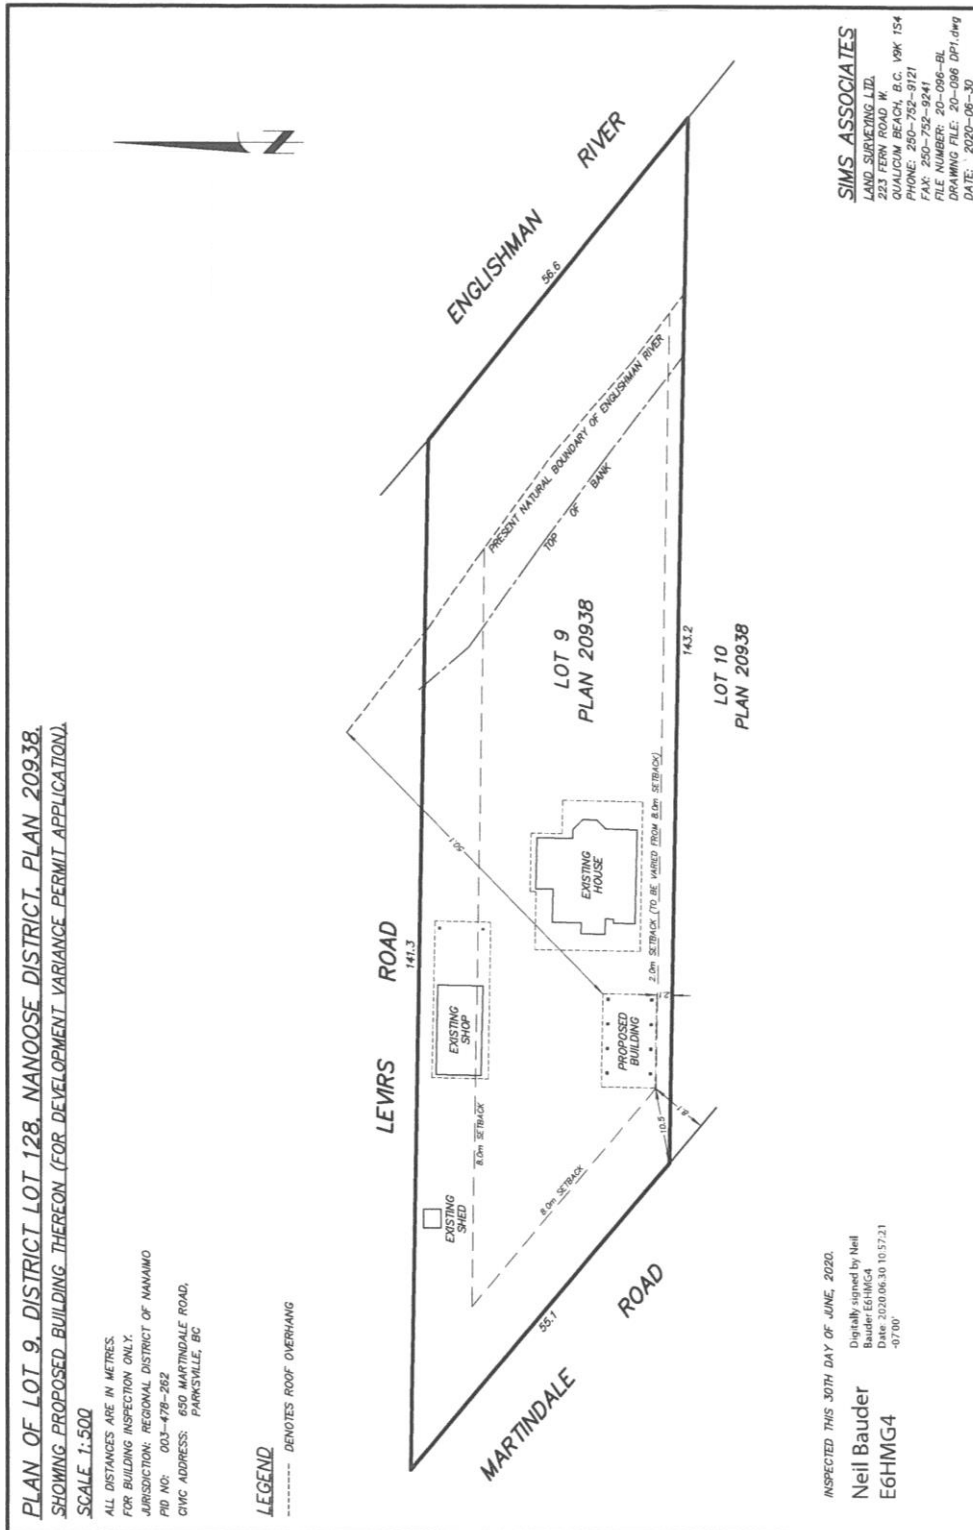 PLAN OF LOT 9, DISTRICT LOT 128, NANOOSE DISTRICT, PLAN 20938,
SHOWING PROPOSED BUILDING THEREON (FOR DEVELOPMENT VARIANCE PERMIT APPLICATION).
SCALE 1:500
ALL DISTANCES ARE IN METRES.
FOR BUILDING INSPECTION ONLY.
JURISDICTION: REGIONAL DISTRICT OF NANAIMO
PID NO: 003-478-262
CIVIC ADDRESS: 650 MARTINDALE ROAD,
PARKSVILLE, BC
LEGEND
-------- DENOTES ROOF OVERHANG
N
ENGLISHMAN RIVER
56.6
LEVIRS ROAD
141.3
PRESENT NATURAL BOUNDARY OF ENGLISHMAN RIVER
TOP OF BANK
50.1
EXISTING
SHOP
EXISTING
SHED
8.0m SETBACK
LOT 9
PLAN 20938
EXISTING
HOUSE
PROPOSED
BUILDING
2.0m SETBACK (TO BE VARIED FROM 8.0m SETBACK)
2.1
8.0m SETBACK
10.5
8.1
143.2
LOT 10
PLAN 20938
55.1
MARTINDALE ROAD
INSPECTED THIS 30TH DAY OF JUNE, 2020.
Neil Bauder
E6HMG4
Digitally signed by Neil
Bauder E6HMG4
Date: 2020.06.30 10:57:21
-07'00'
SIMS ASSOCIATES
LAND SURVEYING LTD.
223 FERN ROAD W.
QUALICUM BEACH, B.C. V9K 1S4
PHONE: 250-752-9121
FAX: 250-752-9241
FILE NUMBER: 20-096-BL
DRAWING FILE: 20-096 DP1.dwg
DATE: 2020-06-30